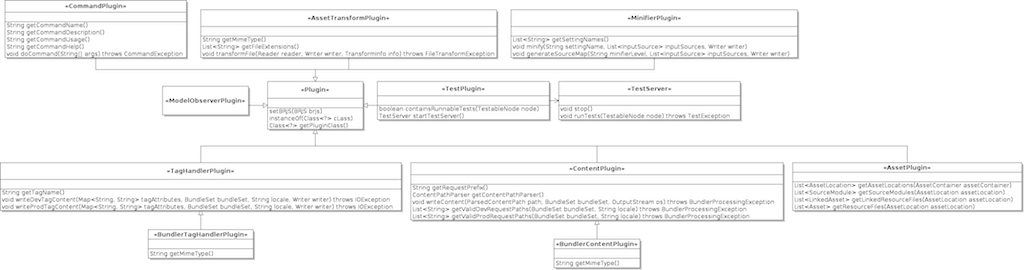 «CommandPlugin»
String getCommandName()
String getCommandDescription()
String getCommandUsage()
String getCommandHelp()
void doCommand(String[] args) throws CommandException
«AssetTransformPlugin»
String getMimeType()
List<String> getFileExtensions()
void transformFile(Reader reader, Writer writer, TransformInfo info) throws FileTransformException
«MinifierPlugin»
List<String> getSettingNames()
void minify(String settingName, List<InputSource> inputSources, Writer writer)
void generateSourceMap(String minifierLevel, List<InputSource> inputSources, Writer writer)
«ModelObserverPlugin»
«Plugin»
setBRJS(BRJS brjs)
instanceOf(Class<?> cLass)
Class<?> getPluginClass()
«TestPlugin»
boolean containsRunnableTests(TestableNode node)
TestServer startTestServer()
«TestServer»
void stop()
void runTests(TestableNode node) throws TestException
«TagHandlerPlugin»
String getTagName()
void writeDevTagContent(Map<String, String> tagAttributes, BundleSet bundleSet, String locale, Writer writer) throws IOException
void writeProdTagContent(Map<String, String> tagAttributes, BundleSet bundleSet, String locale, Writer writer) throws IOException
«ContentPlugin»
String getRequestPrefix()
ContentPathParser getContentPathParser()
void writeContent(ParsedContentPath path, BundleSet bundleSet, OutputStream os) throws BundlerProcessingException
List<String> getValidDevRequestPaths(BundleSet bundleSet, String locale) throws BundlerProcessingException
List<String> getValidProdRequestPaths(BundleSet bundleSet, String locale) throws BundlerProcessingException
«AssetPlugin»
List<AssetLocation> getAssetLocations(AssetContainer assetContainer)
List<SourceModule> getSourceModules(AssetLocation assetLocation)
List<LinkedAsset> getLinkedResourceFiles(AssetLocation assetLocation)
List<Asset> getResourceFiles(AssetLocation assetLocation)
«BundlerTagHandlerPlugin»
String getMimeType()
«BundlerContentPlugin»
String getMimeType()